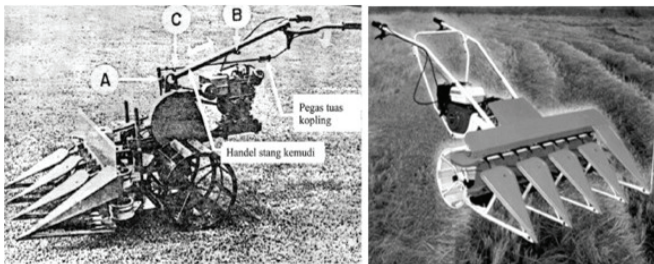 C
B
A
Pegas tuas
kopling
Handel stang kemudi